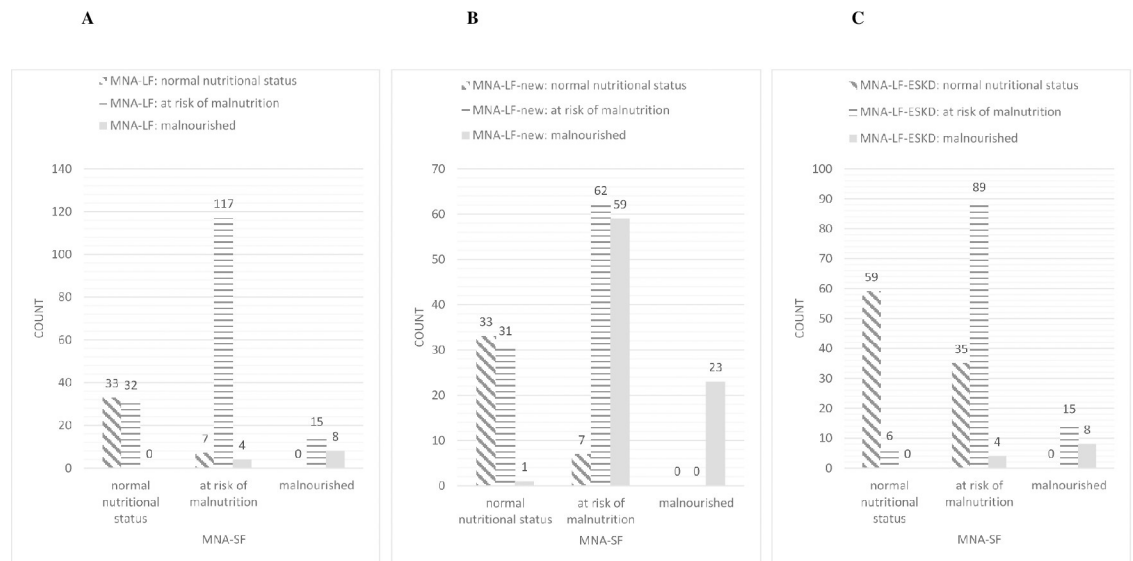 A
MNA-LF: normal nutritional status
MNA-LF: at risk of malnutrition
MNA-LF: malnourished
140
120
100
80
60
40
20
0
COUNT
33
32
0
7
117
4
0
15
8
normal
nutritional
status
at risk of
malnutrition
malnourished
MNA-SF
B
MNA-LF-new: normal nutritional status
MNA-LF-new: at risk of malnutrition
MNA-LF-new: malnourished
70
60
50
40
30
20
10
0
COUNT
33
31
1
7
62
59
0
0
23
normal
nutritional status
at risk of
malnutrition
malnourished
MNA-SF
C
MNA-LF-ESKD: normal nutritional status
MNA-LF-ESKD: at risk of malnutrition
MNA-LF-ESKD: malnourished
100
90
80
70
60
50
40
30
20
10
0
COUNT
59
6
0
35
89
4
0
15
8
normal
nutritional
status
at risk of
malnutrition
malnourished
MNA-SF